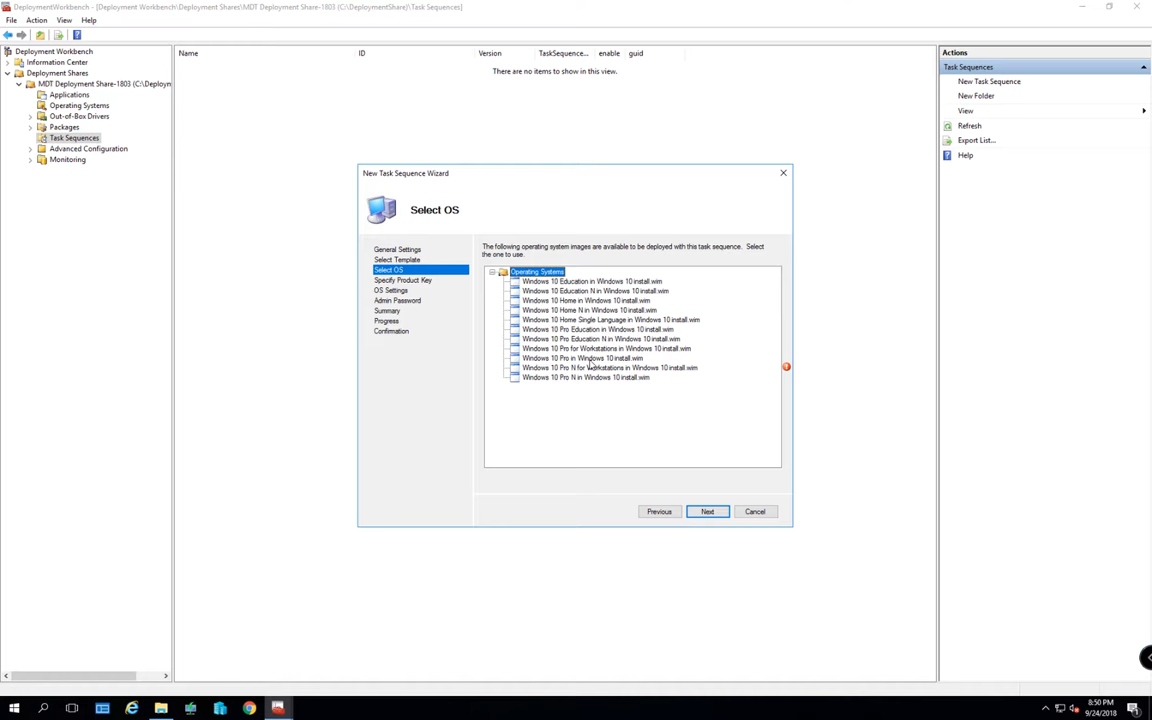 DeploymentWorkbench - [Deployment Workbench\Deployment Shares\MDT Deployment Share-1803 (C:\DeploymentShare)\Task Sequences]
File Action View Help
Deployment Workbench
Information Center
Deployment Shares
MDT Deployment Share-1803 (C:\Deploym
Applications
Operating Systems
Out-of-Box Drivers
Packages
Task Sequences
Advanced Configuration
Monitoring
Name ID Version TaskSequence... enable guid
There are no items to show in this view.
Actions
Task Sequences
New Task Sequence
New Folder
View
Refresh
Export List...
Help
New Task Sequence Wizard
Select OS
General Settings
Select Template
Select OS
Specify Product Key
OS Settings
Admin Password
Summary
Progress
Confirmation
The following operating system images are available to be deployed with this task sequence. Select
the one to use.
Operating Systems
Windows 10 Education in Windows 10 install.wim
Windows 10 Education N in Windows 10 install.wim
Windows 10 Home in Windows 10 install.wim
Windows 10 Home N in Windows 10 install.wim
Windows 10 Home Single Language in Windows 10 install.wim
Windows 10 Pro Education in Windows 10 install.wim
Windows 10 Pro Education N in Windows 10 install.wim
Windows 10 Pro for Workstations in Windows 10 install.wim
Windows 10 Pro in Windows 10 install.wim
Windows 10 Pro N for Workstations in Windows 10 install.wim
Windows 10 Pro N in Windows 10 install.wim
Previous Next Cancel
8:50 PM
9/24/2018